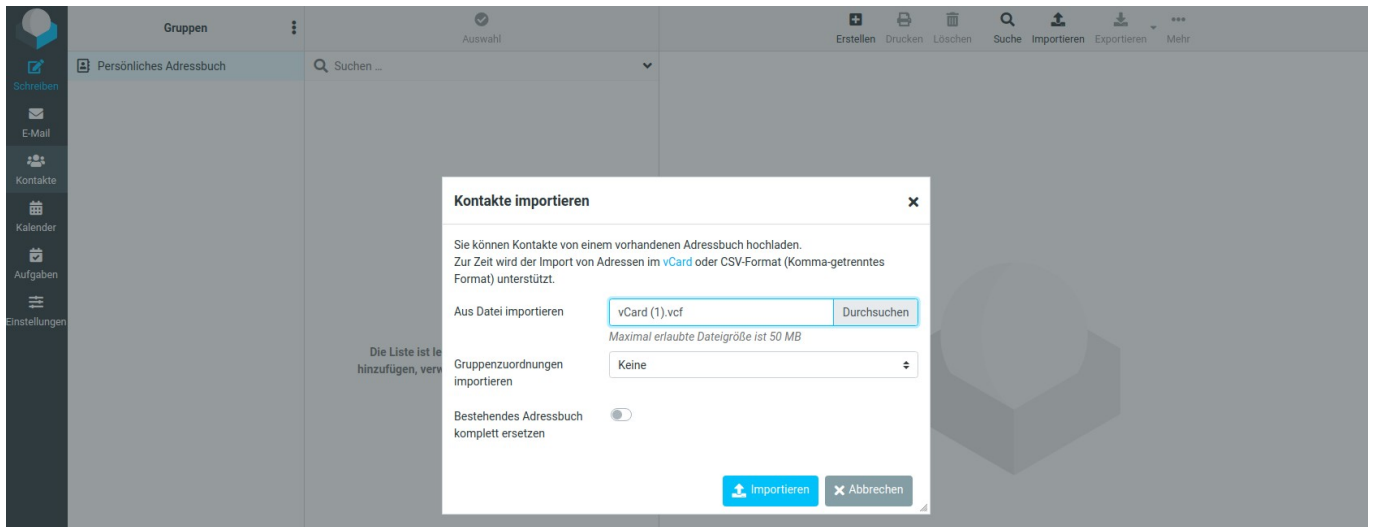 Gruppen
Auswahl
Erstellen
Drucken
Löschen
Suche
Importieren
Exportieren
Mehr
Schreiben
E-Mail
Kontakte
Kalender
Aufgaben
Einstellungen
Persönliches Adressbuch
Suchen ...
Die Liste ist le
hinzufügen, verw
Kontakte importieren
Sie können Kontakte von einem vorhandenen Adressbuch hochladen.
Zur Zeit wird der Import von Adressen im vCard oder CSV-Format (Komma-getrenntes
Format) unterstützt.
Aus Datei importieren
vCard (1).vcf
Durchsuchen
Maximal erlaubte Dateigröße ist 50 MB
Gruppenzuordnungen
importieren
Keine
Bestehendes Adressbuch
komplett ersetzen
Importieren
Abbrechen